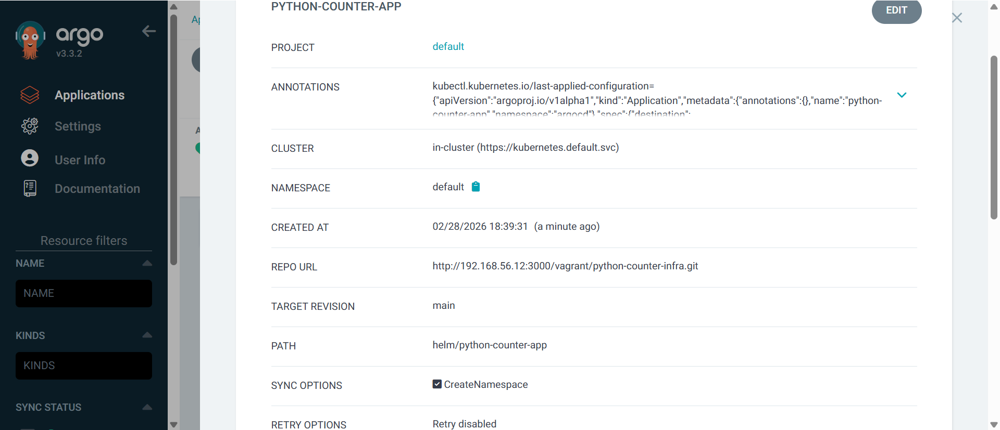 argo
v3.3.2
Applications
Settings
User Info
Documentation
Resource filters
NAME
NAME
KINDS
KINDS
SYNC STATUS
Ap
A
PYTHON-COUNTER-APP
EDIT
PROJECT
default
ANNOTATIONS
kubectl.kubernetes.io/last-applied-configuration=
{"apiVersion":"argoproj.io/v1alpha1","kind":"Application","metadata":{"annotations":{},"name":"python-
counter-app","namespace":"argocd"},"spec":{"destination":
CLUSTER
in-cluster (https://kubernetes.default.svc)
NAMESPACE
default
CREATED AT
02/28/2026 18:39:31 (a minute ago)
REPO URL
http://192.168.56.12:3000/vagrant/python-counter-infra.git
TARGET REVISION
main
PATH
helm/python-counter-app
SYNC OPTIONS
CreateNamespace
RETRY OPTIONS
Retry disabled